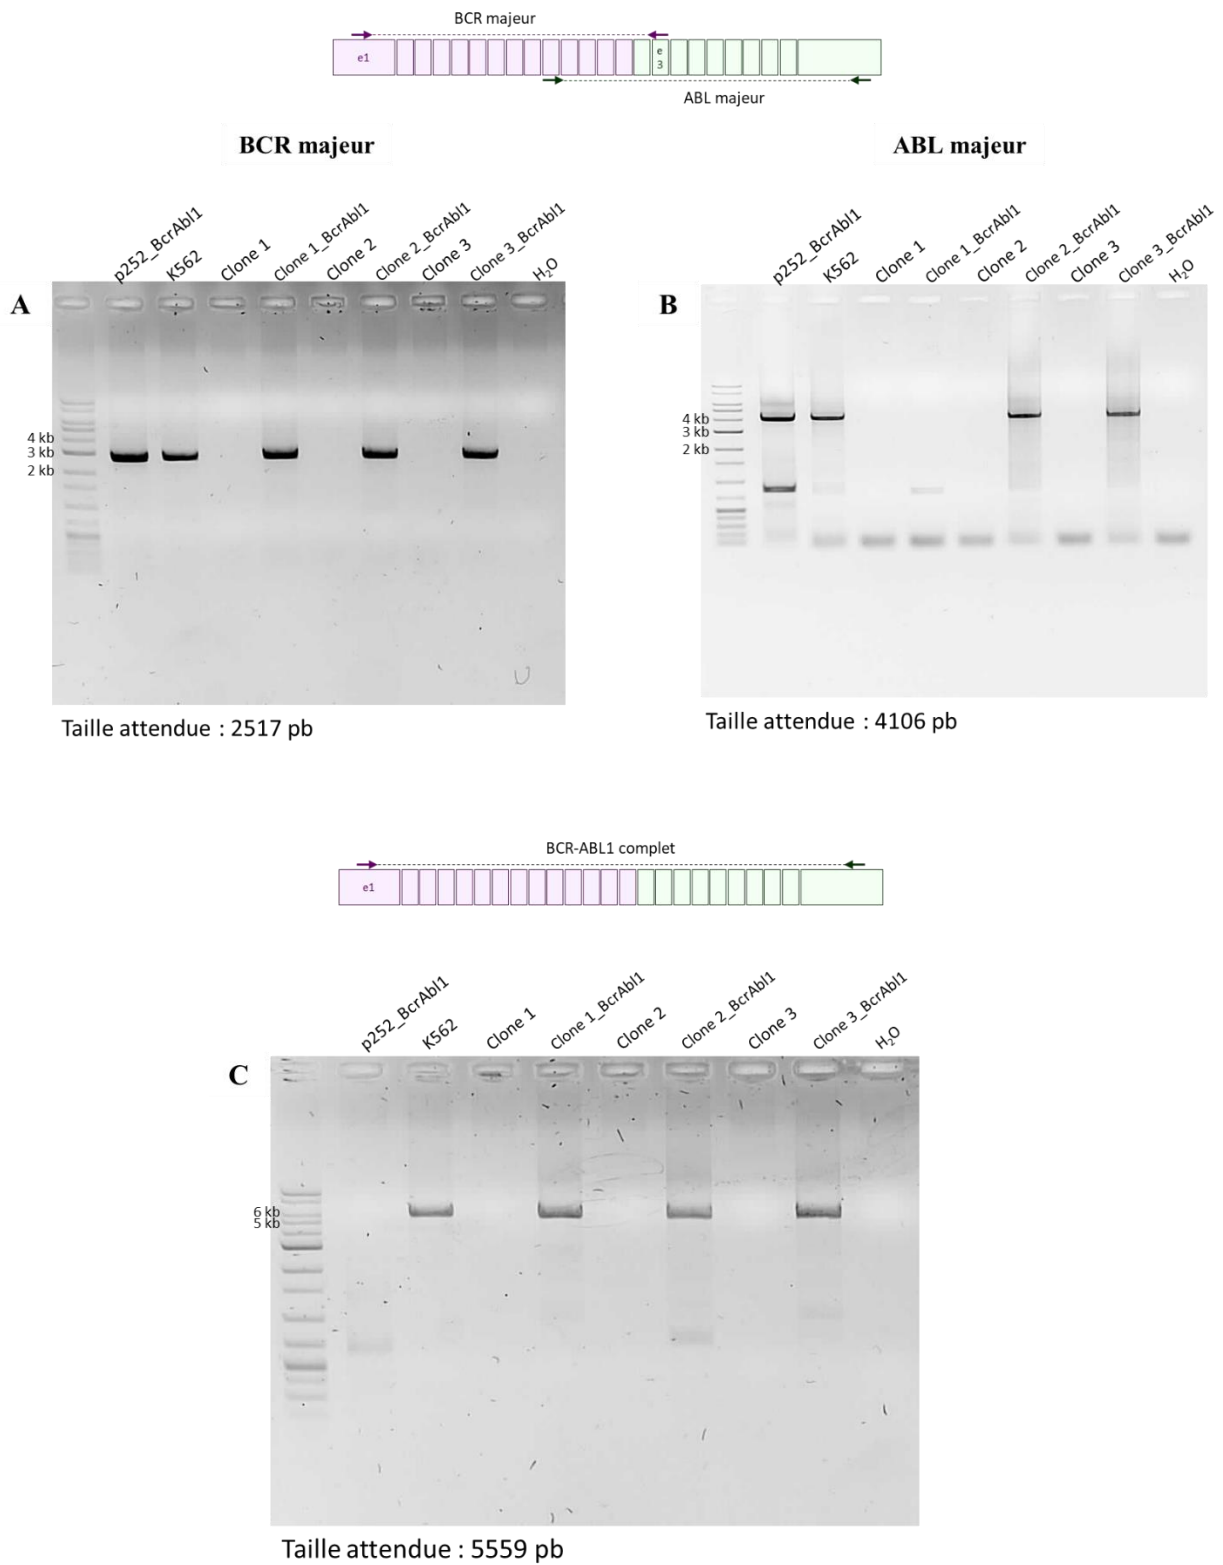 BCR majeur
e1
e
3
ABL majeur
BCR majeur
ABL majeur
p252_BcrAbl1
K562
Clone 1
Clone 1_BcrAbl1
Clone 2
Clone 2_BcrAbl1
Clone 3
Clone 3_BcrAbl1
H₂O
p252_BcrAbl1
K562
Clone 1
Clone 1_BcrAbl1
Clone 2
Clone 2_BcrAbl1
Clone 3
Clone 3_BcrAbl1
H₂O
A
4 kb
3 kb
2 kb
B
4 kb
3 kb
2 kb
Taille attendue : 2517 pb
Taille attendue : 4106 pb
BCR-ABL1 complet
e1
p252_BcrAbl1
K562
Clone 1
Clone 1_BcrAbl1
Clone 2
Clone 2_BcrAbl1
Clone 3
Clone 3_BcrAbl1
H₂O
C
6 kb
5 kb
Taille attendue : 5559 pb